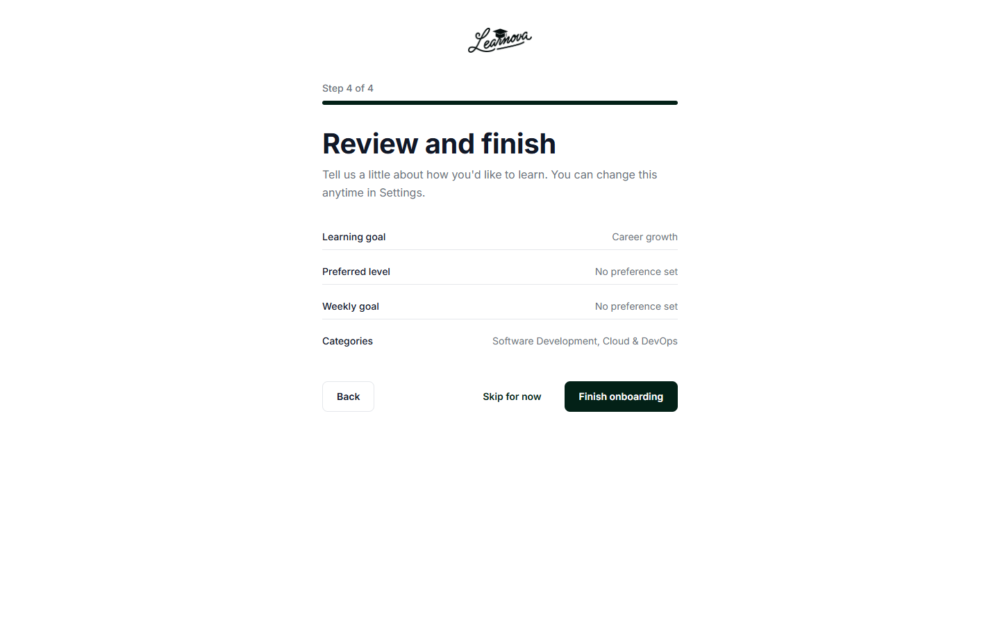 Learnova
Step 4 of 4
Review and finish
Tell us a little about how you'd like to learn. You can change this
anytime in Settings.
Learning goal Career growth
Preferred level No preference set
Weekly goal No preference set
Categories Software Development, Cloud & DevOps
Back Skip for now Finish onboarding